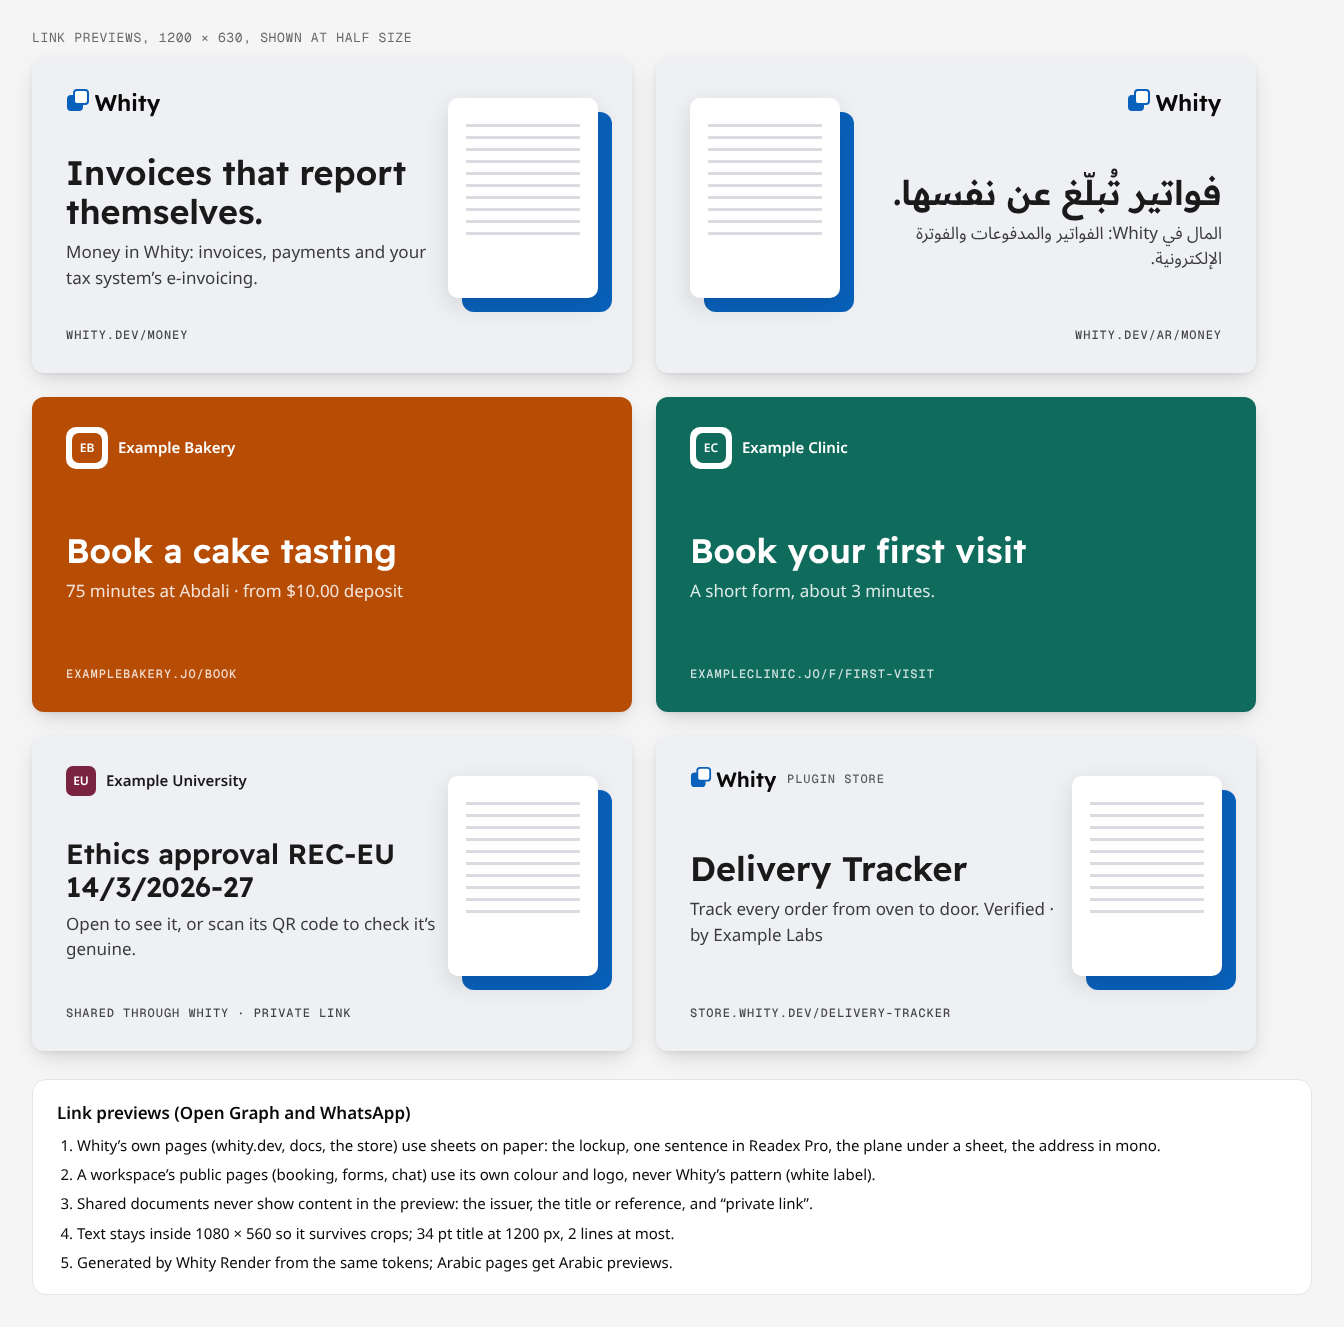 LINK PREVIEWS, 1200 × 630, SHOWN AT HALF SIZE
Whity
Invoices that report
themselves.
Money in Whity: invoices, payments and your
tax system’s e-invoicing.
WHITY.DEV/MONEY
Whity
فواتير تُبلّغ عن نفسها.
المال في Whity: الفواتير والمدفوعات والفوترة
الإلكترونية.
WHITY.DEV/AR/MONEY
EB
Example Bakery
Book a cake tasting
75 minutes at Abdali · from $10.00 deposit
EXAMPLEBAKERY.JO/BOOK
EC
Example Clinic
Book your first visit
A short form, about 3 minutes.
EXAMPLECLINIC.JO/F/FIRST-VISIT
EU
Example University
Ethics approval REC-EU
14/3/2026-27
Open to see it, or scan its QR code to check it’s
genuine.
SHARED THROUGH WHITY · PRIVATE LINK
Whity PLUGIN STORE
Delivery Tracker
Track every order from oven to door. Verified ·
by Example Labs
STORE.WHITY.DEV/DELIVERY-TRACKER
Link previews (Open Graph and WhatsApp)
1. Whity’s own pages (whity.dev, docs, the store) use sheets on paper: the lockup, one sentence in Readex Pro, the plane under a sheet, the address in mono.
2. A workspace’s public pages (booking, forms, chat) use its own colour and logo, never Whity’s pattern (white label).
3. Shared documents never show content in the preview: the issuer, the title or reference, and “private link”.
4. Text stays inside 1080 × 560 so it survives crops; 34 pt title at 1200 px, 2 lines at most.
5. Generated by Whity Render from the same tokens; Arabic pages get Arabic previews.